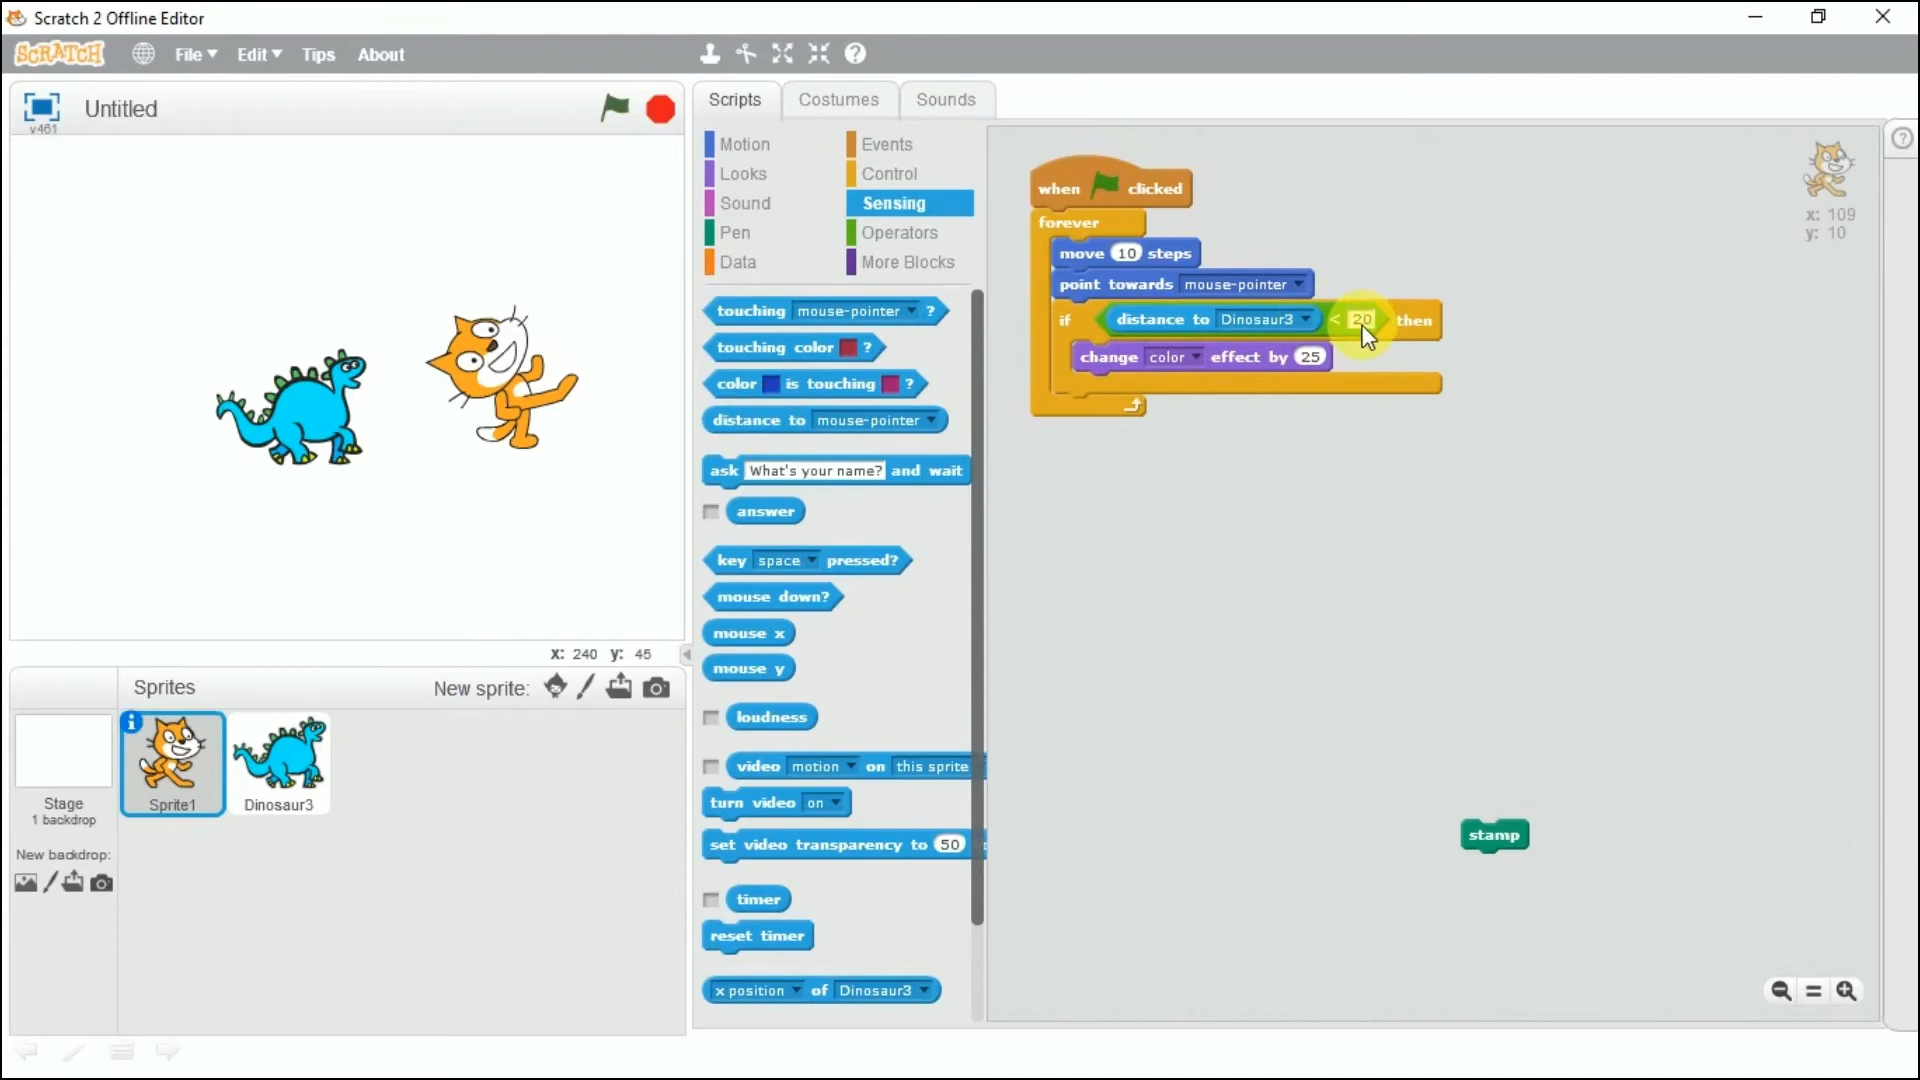 Scratch 2 Offline Editor
SCRATCH File Edit Tips About
v461 Untitled
Scripts Costumes Sounds
Motion Events
Looks Control
Sound Sensing
Pen Operators
Data More Blocks
touching mouse-pointer ?
touching color ?
color is touching ?
distance to mouse-pointer
ask What's your name? and wait
answer
key space pressed?
mouse down?
mouse x
mouse y
loudness
video motion on this sprite
turn video on
set video transparency to 50
timer
reset timer
x position of Dinosaur3
when clicked
forever
move 10 steps
point towards mouse-pointer
if distance to Dinosaur3 < 20 then
change color effect by 25
stamp
x: 109
y: 10
x: 240 y: 45
Sprites New sprite:
Sprite1 Dinosaur3
Stage
1 backdrop
New backdrop: